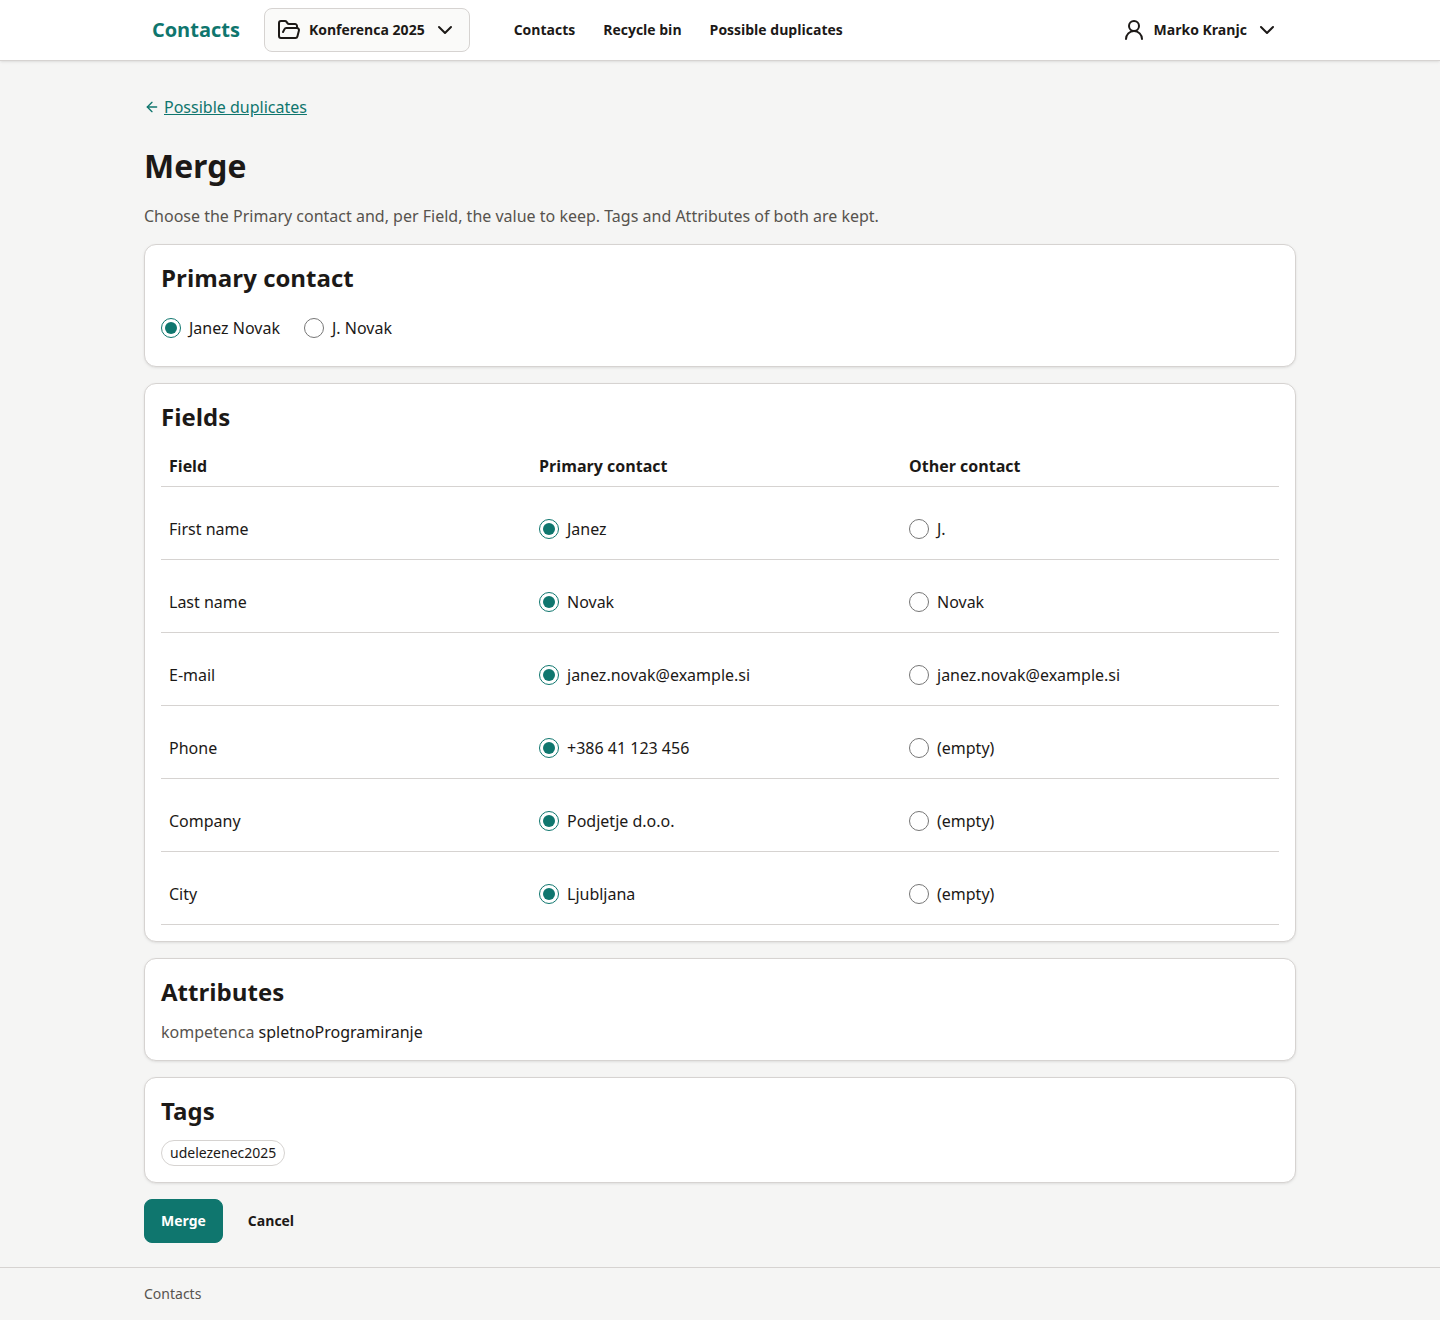 Contacts Konferenca 2025 Contacts Recycle bin Possible duplicates Marko Kranjc
Possible duplicates
Merge
Choose the Primary contact and, per Field, the value to keep. Tags and Attributes of both are kept.
Primary contact
Janez Novak J. Novak
Fields
Field Primary contact Other contact
First name Janez J.
Last name Novak Novak
E-mail janez.novak@example.si janez.novak@example.si
Phone +386 41 123 456 (empty)
Company Podjetje d.o.o. (empty)
City Ljubljana (empty)
Attributes
kompetenca spletnoProgramiranje
Tags
udelezenec2025
Merge Cancel
Contacts